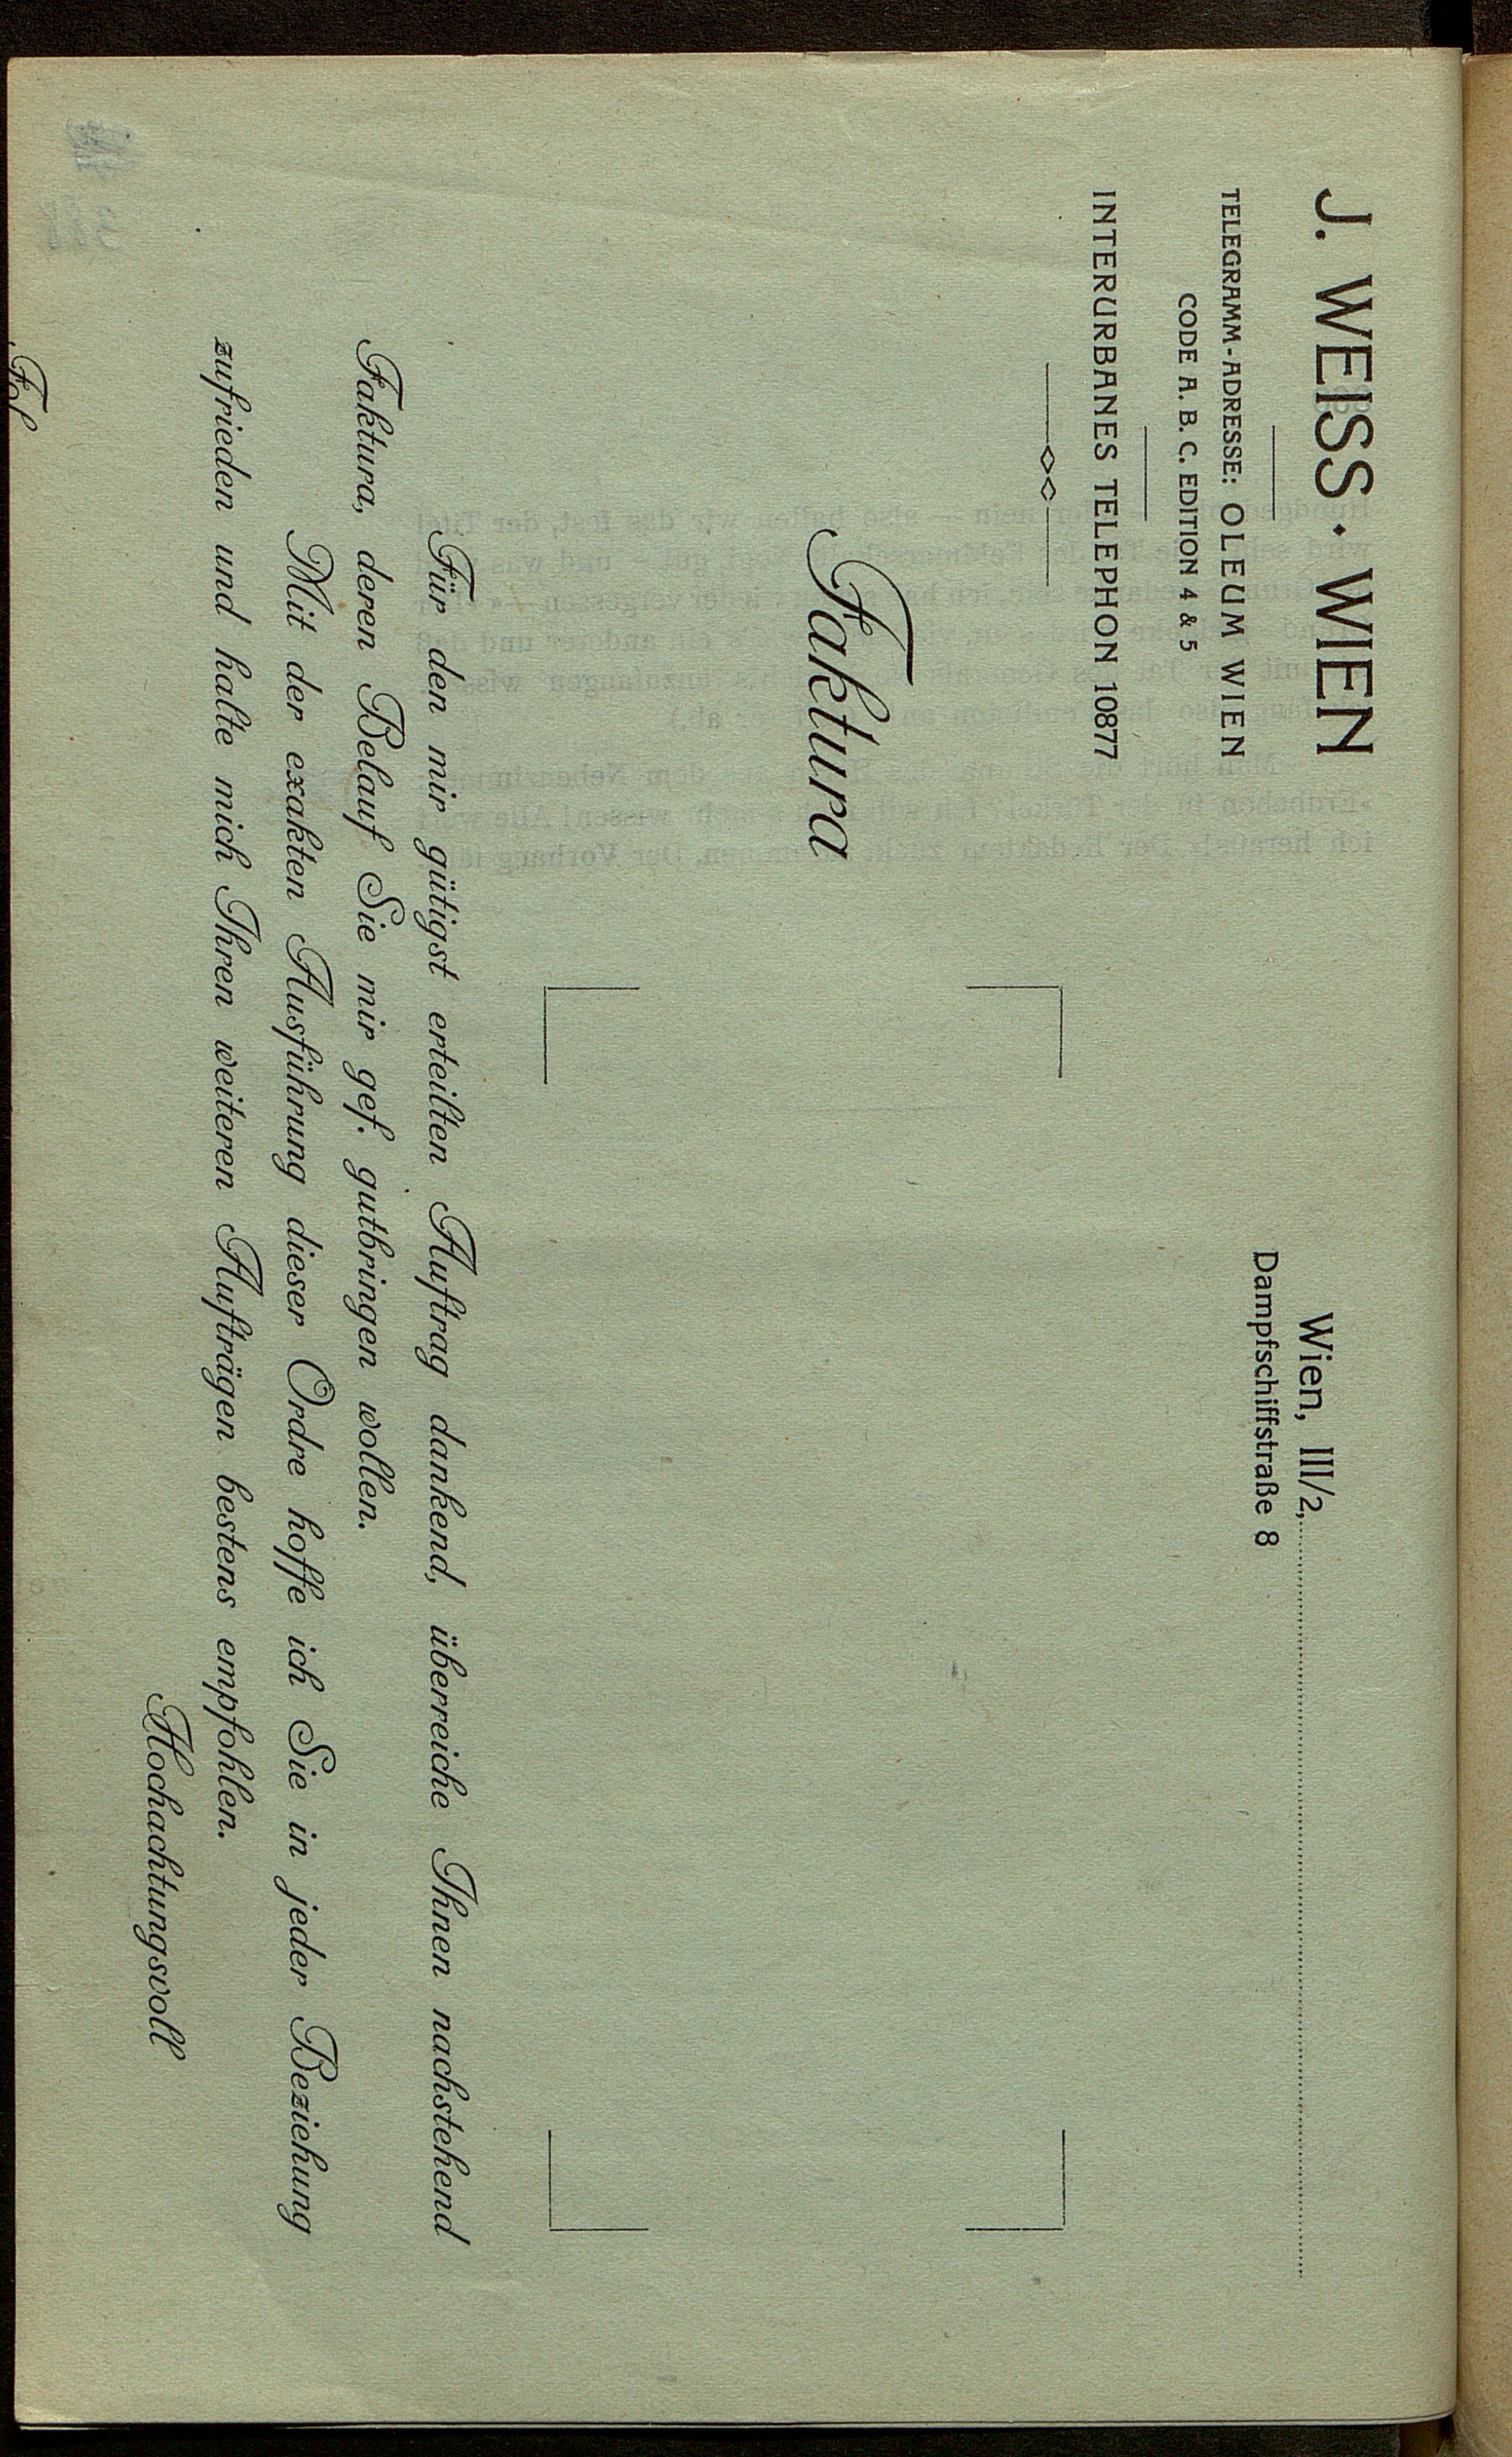 J. WEISS · WIEN
TELEGRAMM-ADRESSE: OLEUM WIEN
CODE A. B. C. EDITION 4 & 5
INTERURBANES TELEPHON 10877
Wien, III/2,
Dampfschiffstraße 8
Faktura
Für den mir gütigst erteilten Auftrag dankend, überreiche Ihnen nachstehend
Faktura, deren Belauf Sie mir gef. gutbringen wollen.
Mit der exakten Ausführung dieser Ordre hoffe ich Sie in jeder Beziehung
zufrieden und halte mich Ihren weiteren Aufträgen bestens empfohlen.
Hochachtungsvoll